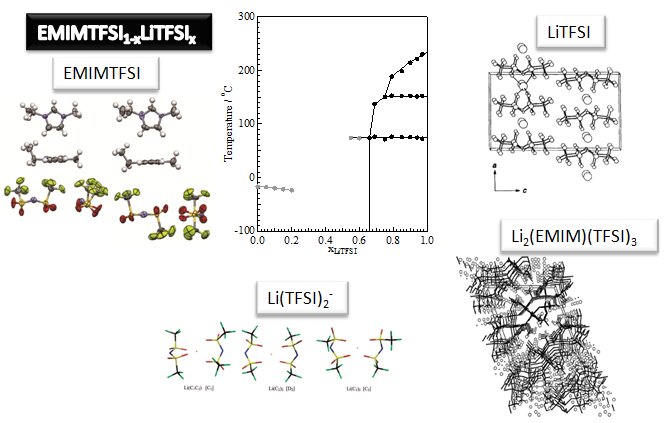 EMIMTFSI1-xLiTFSIx
EMIMTFSI
300
200
100
0
-100
Temperature / °C
0.0 0.2 0.4 0.6 0.8 1.0
xLiTFSI
LiTFSI
a
c
Li2(EMIM)(TFSI)3
Li(TFSI)2-